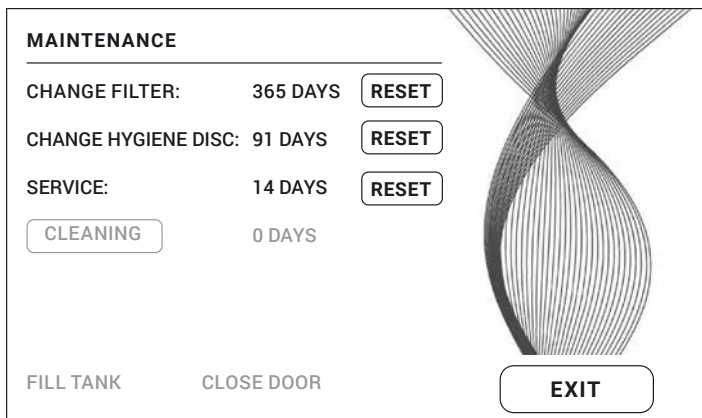 MAINTENANCE
CHANGE FILTER: 365 DAYS RESET
CHANGE HYGIENE DISC: 91 DAYS RESET
SERVICE: 14 DAYS RESET
CLEANING 0 DAYS
FILL TANK CLOSE DOOR EXIT